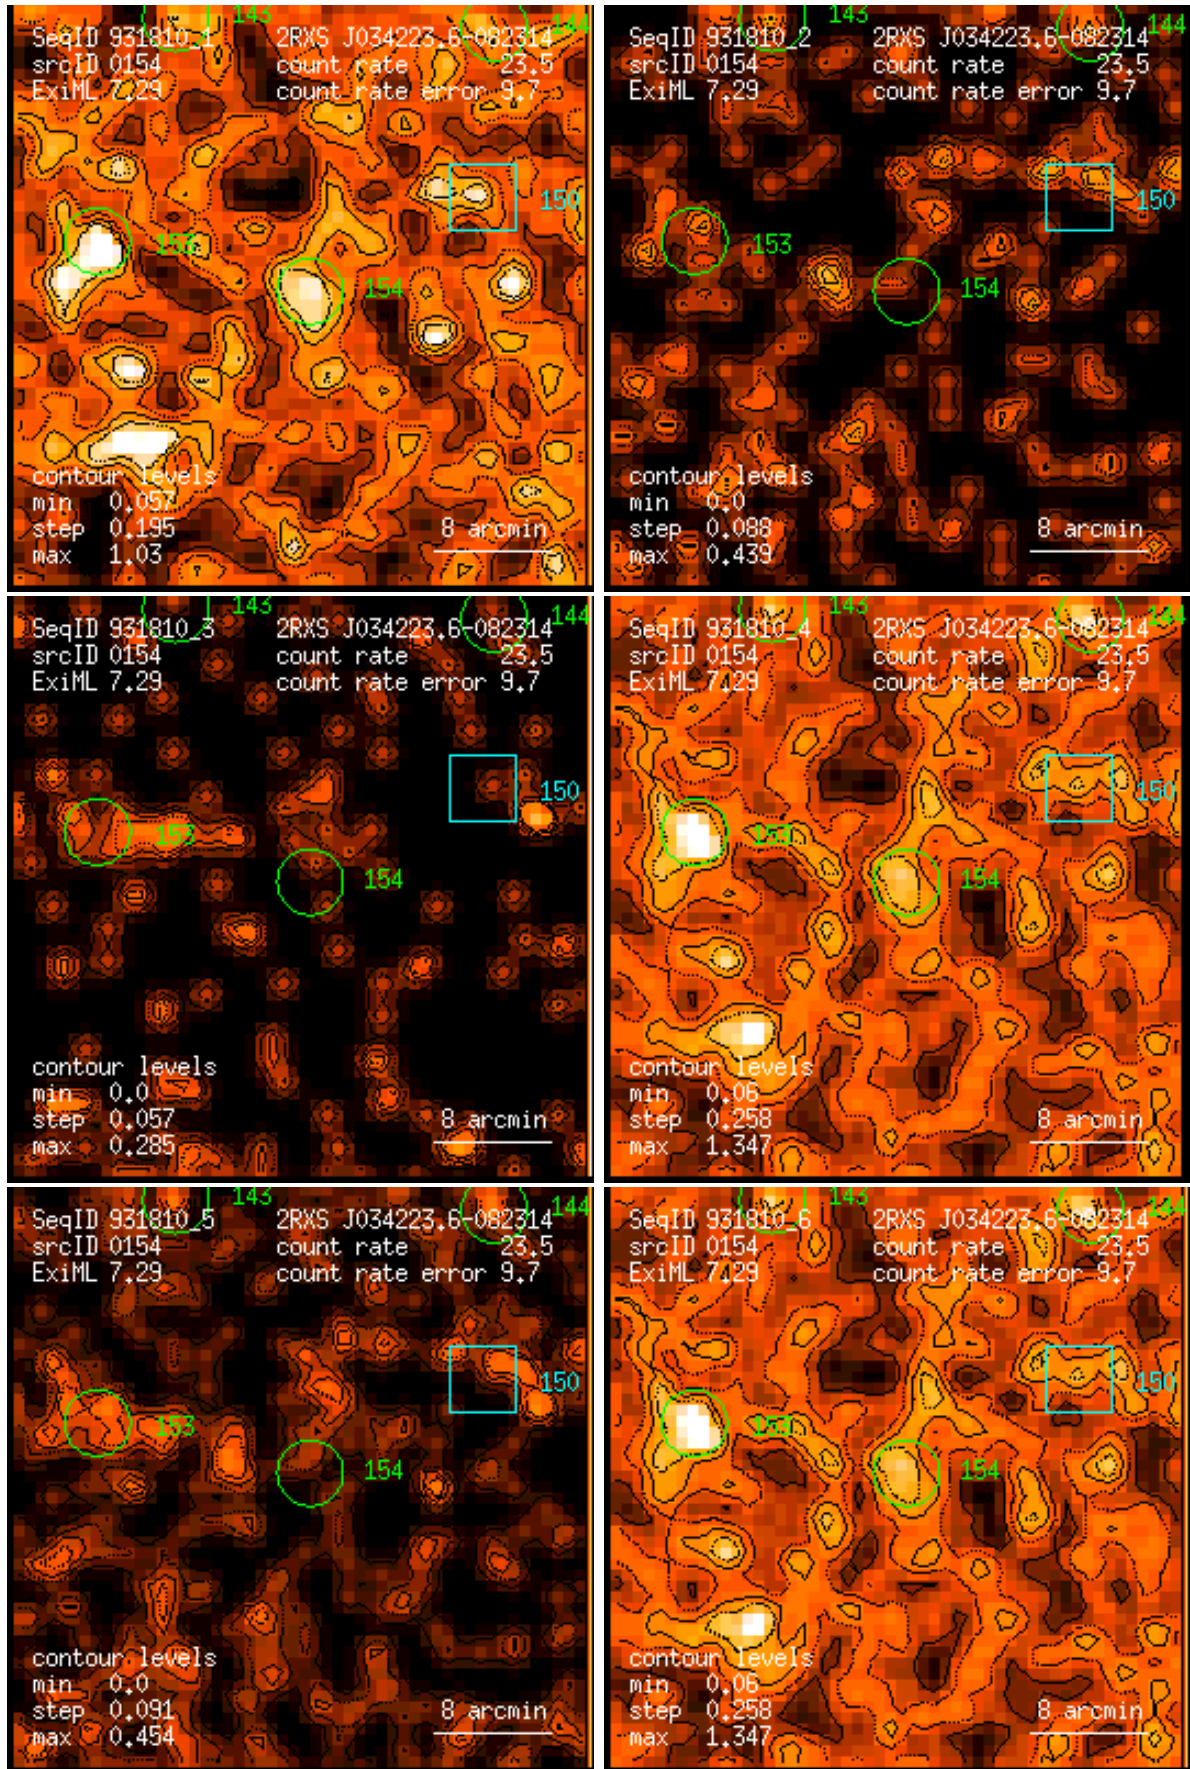 143
144
SeqID 931810_1 2RXS J034223.6-082314
srcID 0154 count rate 23.5
ExiML 7.29 count rate error 9.7
150
153
154
contour levels
min 0.057
step 0.195 8 arcmin
max 1.03
143
144
SeqID 931810_2 2RXS J034223.6-082314
srcID 0154 count rate 23.5
ExiML 7.29 count rate error 9.7
150
153
154
contour levels
min 0.0
step 0.088 8 arcmin
max 0.439
143
144
SeqID 931810_3 2RXS J034223.6-082314
srcID 0154 count rate 23.5
ExiML 7.29 count rate error 9.7
150
153
154
contour levels
min 0.0
step 0.057 8 arcmin
max 0.285
143
144
SeqID 931810_4 2RXS J034223.6-082314
srcID 0154 count rate 23.5
ExiML 7.29 count rate error 9.7
150
153
154
contour levels
min 0.06
step 0.258 8 arcmin
max 1.347
143
144
SeqID 931810_5 2RXS J034223.6-082314
srcID 0154 count rate 23.5
ExiML 7.29 count rate error 9.7
150
153
154
contour levels
min 0.0
step 0.091 8 arcmin
max 0.454
143
144
SeqID 931810_6 2RXS J034223.6-082314
srcID 0154 count rate 23.5
ExiML 7.29 count rate error 9.7
150
153
154
contour levels
min 0.06
step 0.258 8 arcmin
max 1.347